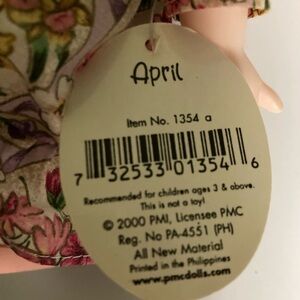 April
Item No. 1354 a
7 32533 01354 6
Recommended for children ages 3 & above.
This is not a toy!
© 2000 PMI, Licensee PMC
Reg. No PA-4551 (PH)
All New Material
Printed in the Philippines
www.pmcdolls.com